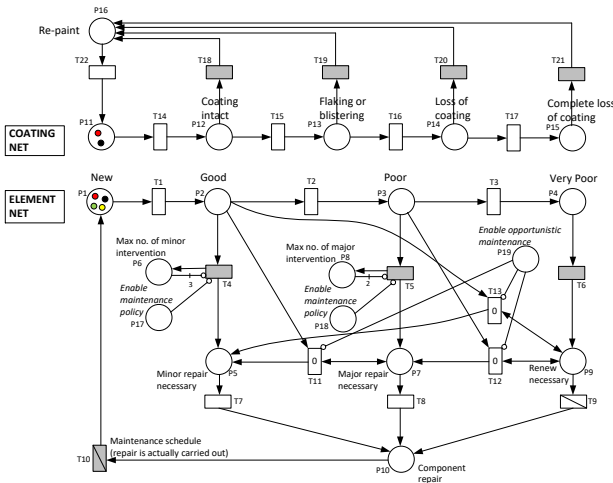 P16
Re-paint
T22
T18
T19
T20
T21
Coating
intact
Flaking or
blistering
Loss of
coating
Complete loss
of coating
P11
T14
P12
T15
P13
T16
P14
T17
P15
COATING
NET
ELEMENT
NET
New
Good
Poor
Very Poor
P1
T1
P2
T2
P3
T3
P4
Enable opportunistic
maintenance
P19
Max no. of minor
intervention
P6
3
T4
Enable
maintenance
policy
P17
Max no. of major
intervention
P8
2
T5
Enable
maintenance
policy
P18
T13
0
T6
Minor repair
necessary
P5
0
T11
Major repair
necessary
P7
0
T12
Renew
necessary
P9
T7
T8
T9
T10
Maintenance schedule
(repair is actually carried out)
P10
Component
repair